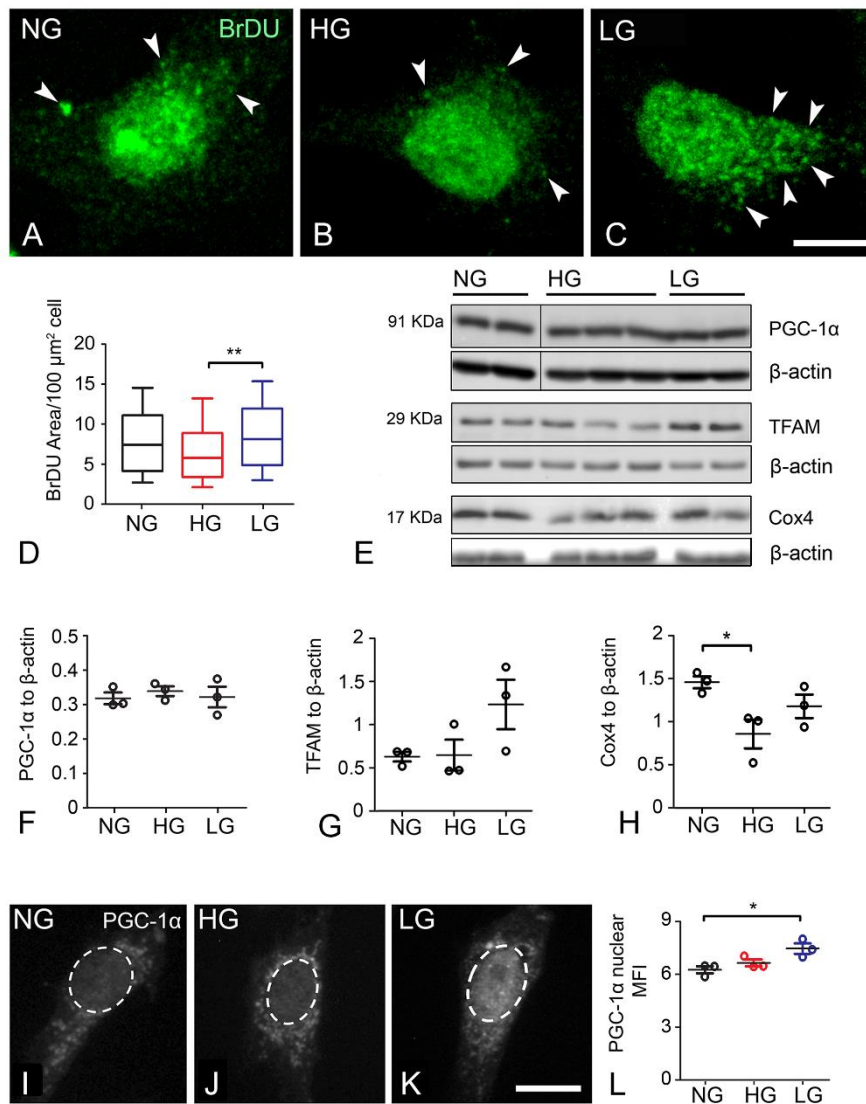 NG BrDU HG LG
A B C
BrDU Area/100 µm² cell
20
15
10
5
0
**
NG HG LG
D
NG HG LG
91 KDa PGC-1α
β-actin
29 KDa TFAM
β-actin
17 KDa Cox4
β-actin
E
PGC-1α to β-actin
0.5
0.4
0.3
0.2
0.1
0
NG HG LG
F
TFAM to β-actin
2
1.5
1
0.5
0
NG HG LG
G
Cox4 to β-actin
2
1.5
1
0.5
0
*
NG HG LG
H
NG PGC-1α HG LG
I J K
PGC-1α nuclear
MFI
9
6
3
0
*
NG HG LG
L